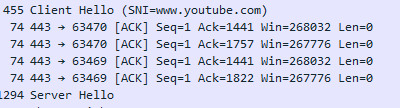 455 Client Hello (SNI=www.youtube.com)
74 443 → 63470 [ACK] Seq=1 Ack=1441 Win=268032 Len=0
74 443 → 63470 [ACK] Seq=1 Ack=1757 Win=267776 Len=0
74 443 → 63469 [ACK] Seq=1 Ack=1441 Win=268032 Len=0
74 443 → 63469 [ACK] Seq=1 Ack=1822 Win=267776 Len=0
1294 Server Hello